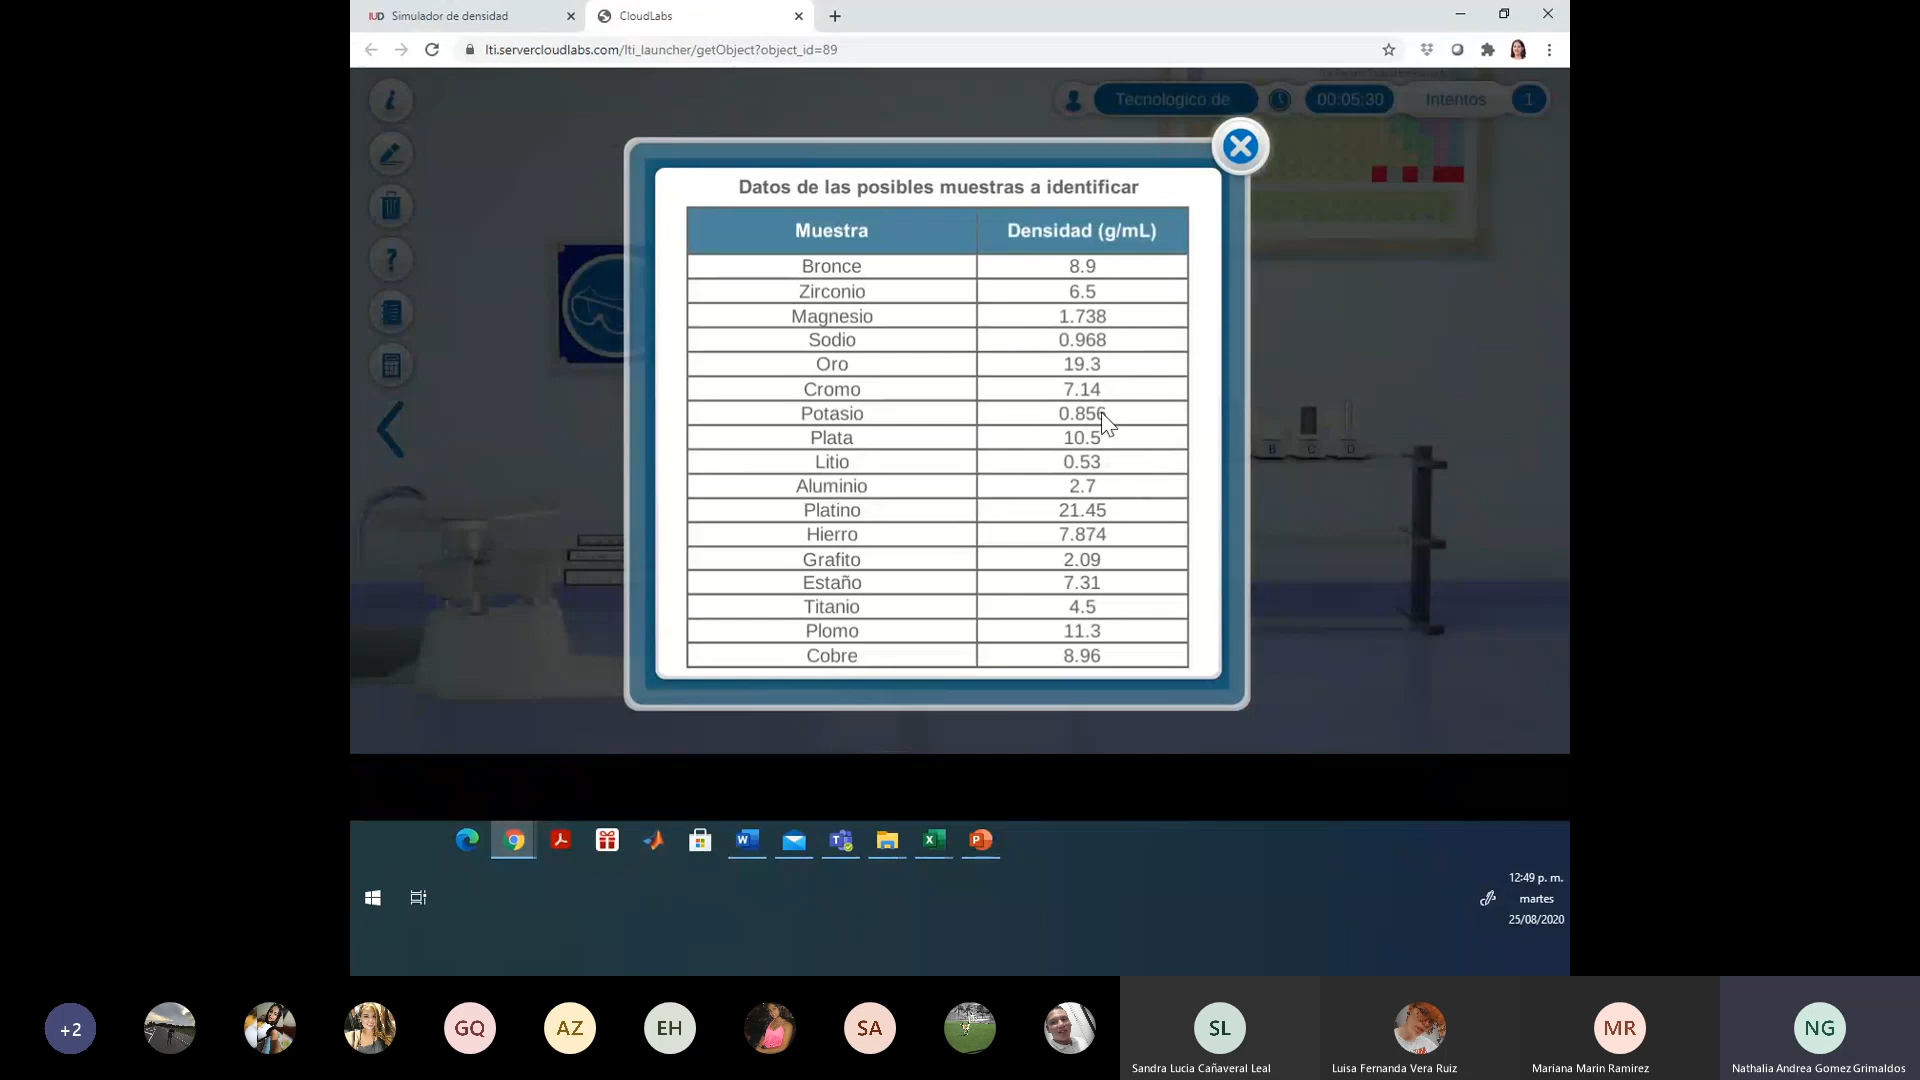 Simulador de densidad
CloudLabs
lti.servercloudlabs.com/lti_launcher/getObject?object_id=89
Tecnologico de
00:05:30
Intentos
1
Datos de las posibles muestras a identificar
Muestra Densidad (g/mL)
Bronce 8.9
Zirconio 6.5
Magnesio 1.738
Sodio 0.968
Oro 19.3
Cromo 7.14
Potasio 0.856
Plata 10.5
Litio 0.53
Aluminio 2.7
Platino 21.45
Hierro 7.874
Grafito 2.09
Estaño 7.31
Titanio 4.5
Plomo 11.3
Cobre 8.96
B C D
12:49 p. m.
martes
25/08/2020
+2
GQ
AZ
EH
SA
SL
MR
NG
Sandra Lucia Cañaveral Leal
Luisa Fernanda Vera Ruiz
Mariana Marin Ramirez
Nathalia Andrea Gomez Grimaldos